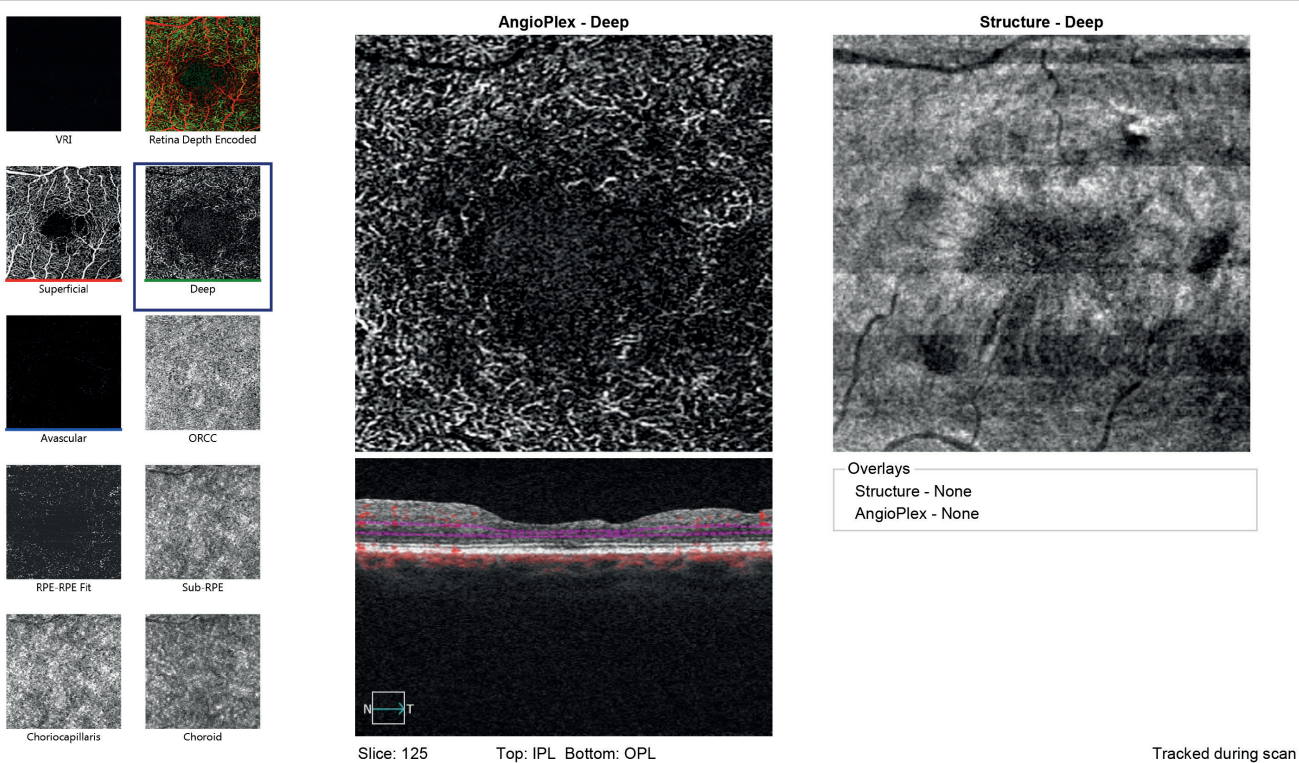 AngioPlex - Deep
Structure - Deep
VRI
Retina Depth Encoded
Superficial
Deep
Avascular
ORCC
RPE-RPE Fit
Sub-RPE
Choriocapillaris
Choroid
Overlays
Structure - None
AngioPlex - None
N T
Slice: 125 Top: IPL Bottom: OPL
Tracked during scan